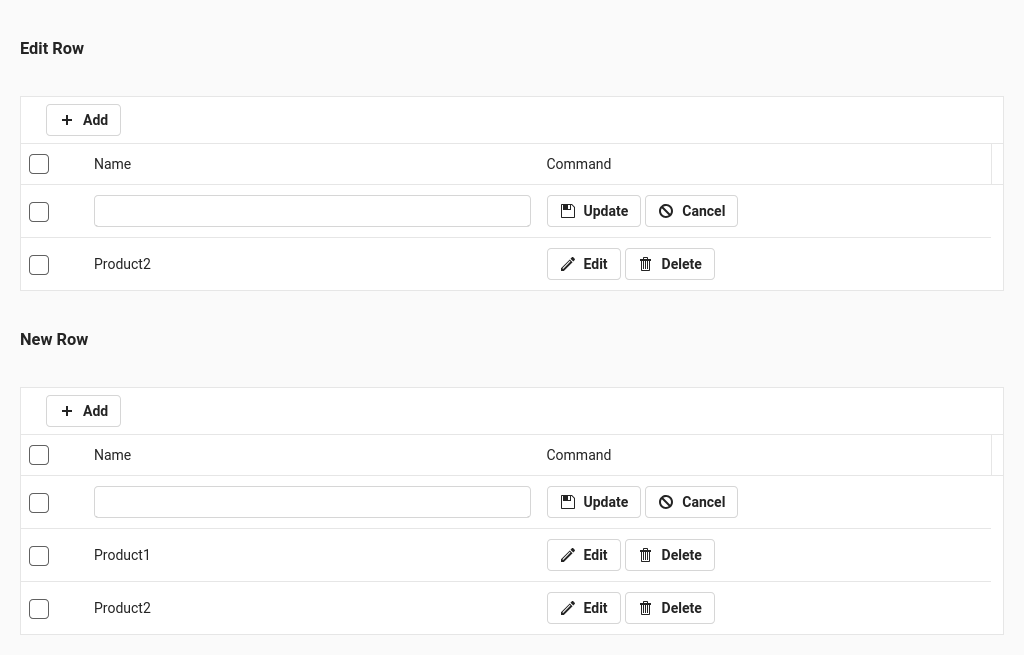 Edit Row
Add
Name Command
Update Cancel
Product2 Edit Delete
New Row
Add
Name Command
Update Cancel
Product1 Edit Delete
Product2 Edit Delete